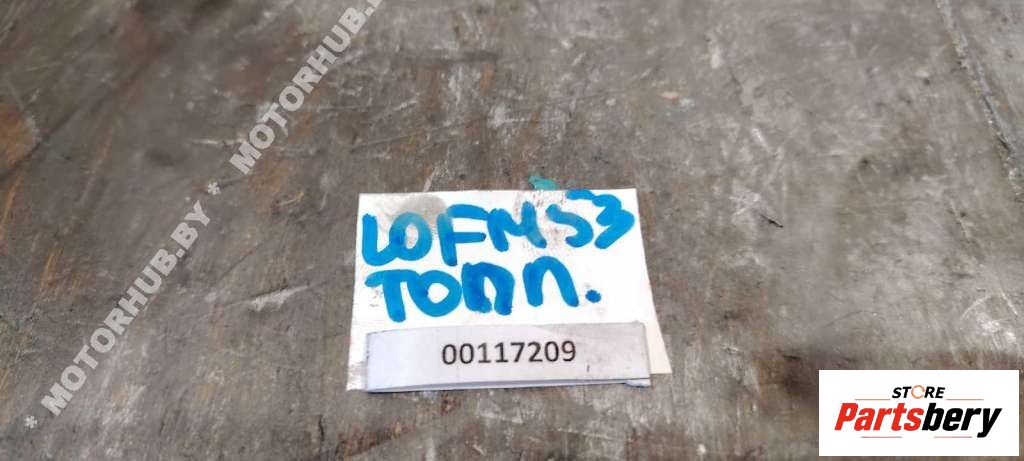 * MOTORHUB.BY * MOTORHUB.BY
LOFM53
ТОПЛ.
00117209
STORE
Partsbery